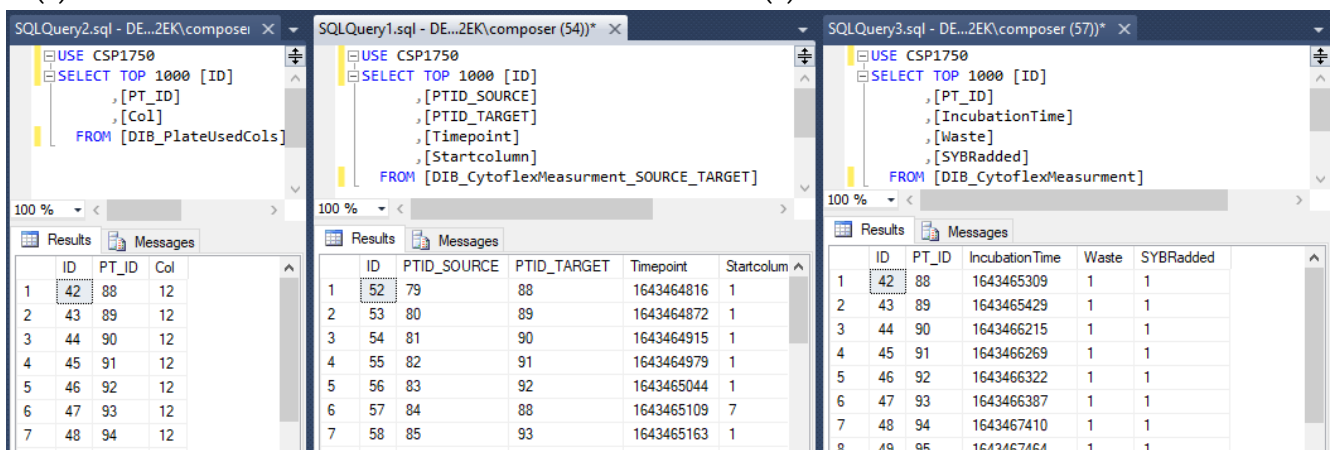 SQLQuery2.sql - DE...2EK\composer
USE CSP1750
SELECT TOP 1000 [ID]
,[PT_ID]
,[Col]
FROM [DIB_PlateUsedCols]
100 %
Results Messages
ID PT_ID Col
1 42 88 12
2 43 89 12
3 44 90 12
4 45 91 12
5 46 92 12
6 47 93 12
7 48 94 12
SQLQuery1.sql - DE...2EK\composer (54))*
USE CSP1750
SELECT TOP 1000 [ID]
,[PTID_SOURCE]
,[PTID_TARGET]
,[Timepoint]
,[Startcolumn]
FROM [DIB_CytoflexMeasurment_SOURCE_TARGET]
100 %
Results Messages
ID PTID_SOURCE PTID_TARGET Timepoint Startcolum
1 52 79 88 1643464816 1
2 53 80 89 1643464872 1
3 54 81 90 1643464915 1
4 55 82 91 1643464979 1
5 56 83 92 1643465044 1
6 57 84 88 1643465109 7
7 58 85 93 1643465163 1
SQLQuery3.sql - DE...2EK\composer (57))*
USE CSP1750
SELECT TOP 1000 [ID]
,[PT_ID]
,[IncubationTime]
,[Waste]
,[SYBRadded]
FROM [DIB_CytoflexMeasurment]
100 %
Results Messages
ID PT_ID IncubationTime Waste SYBRadded
1 42 88 1643465309 1 1
2 43 89 1643465429 1 1
3 44 90 1643466215 1 1
4 45 91 1643466269 1 1
5 46 92 1643466322 1 1
6 47 93 1643466387 1 1
7 48 94 1643467410 1 1
8 49 95 1643467464 1 1